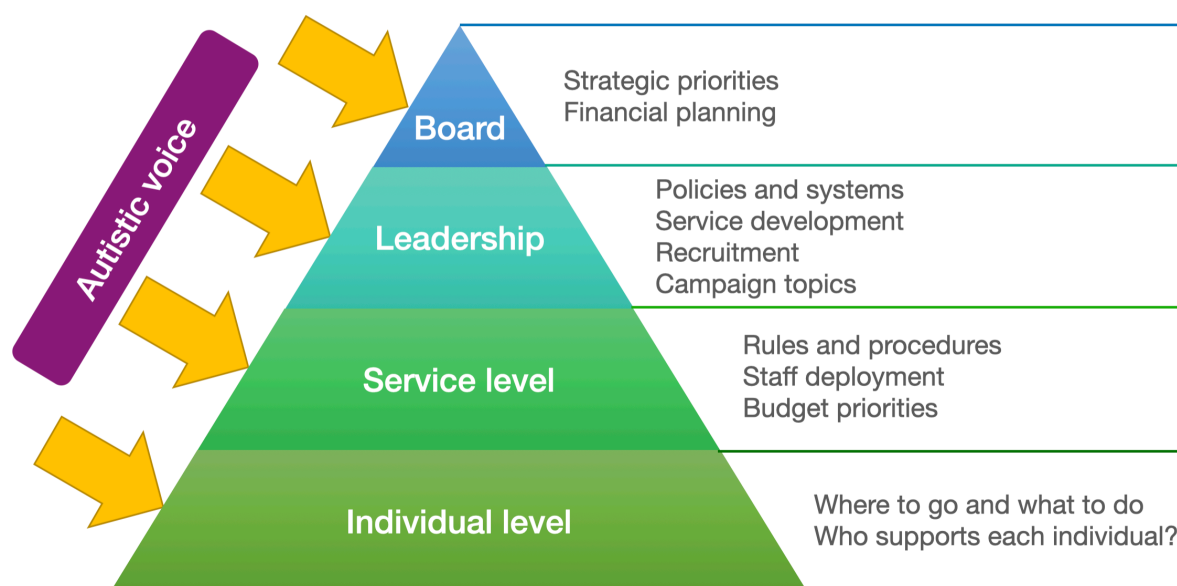 Autistic voice
Board
Strategic priorities
Financial planning
Leadership
Policies and systems
Service development
Recruitment
Campaign topics
Service level
Rules and procedures
Staff deployment
Budget priorities
Individual level
Where to go and what to do
Who supports each individual?